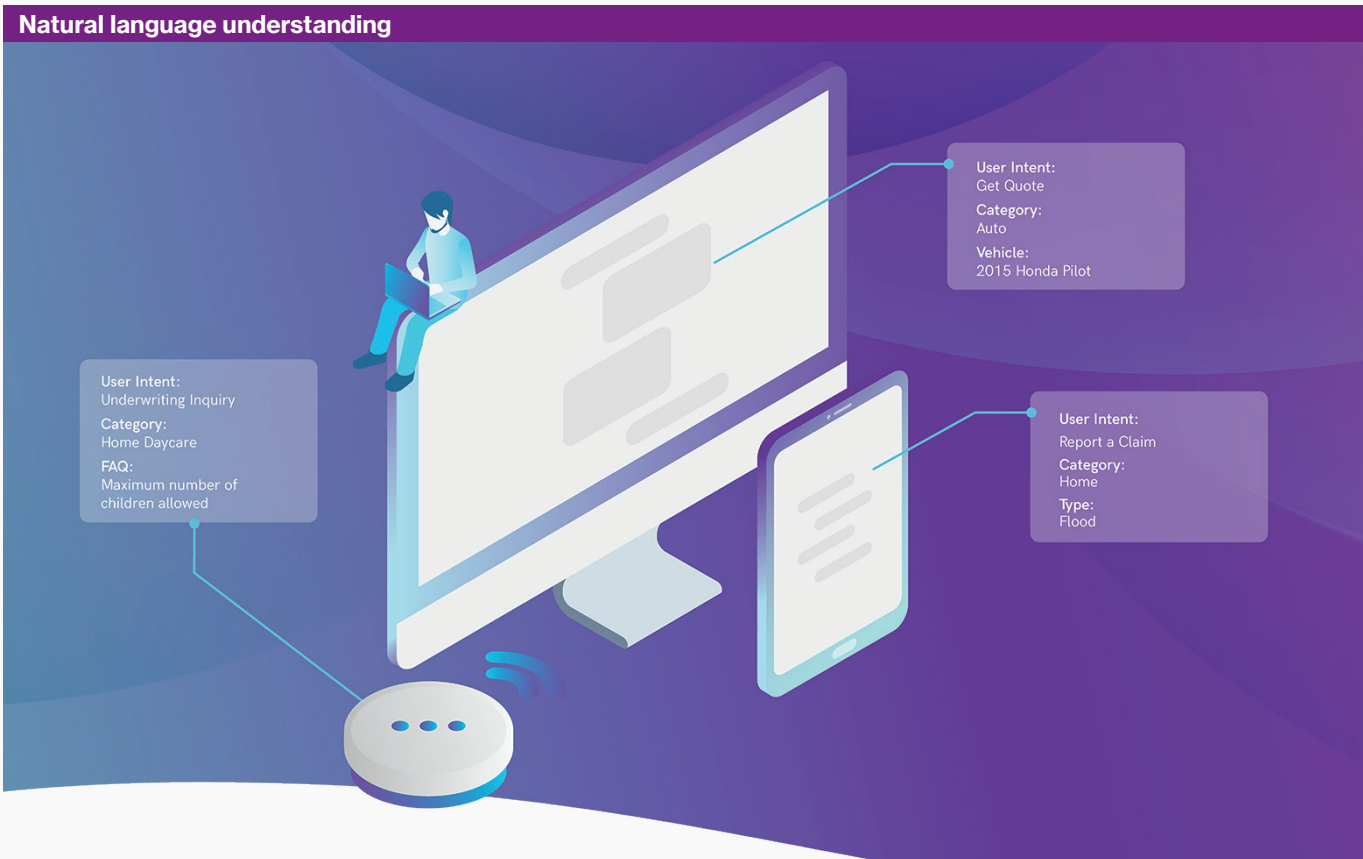 Natural language understanding
User Intent:
Get Quote
Category:
Auto
Vehicle:
2015 Honda Pilot
User Intent:
Underwriting Inquiry
Category:
Home Daycare
FAQ:
Maximum number of
children allowed
User Intent:
Report a Claim
Category:
Home
Type:
Flood